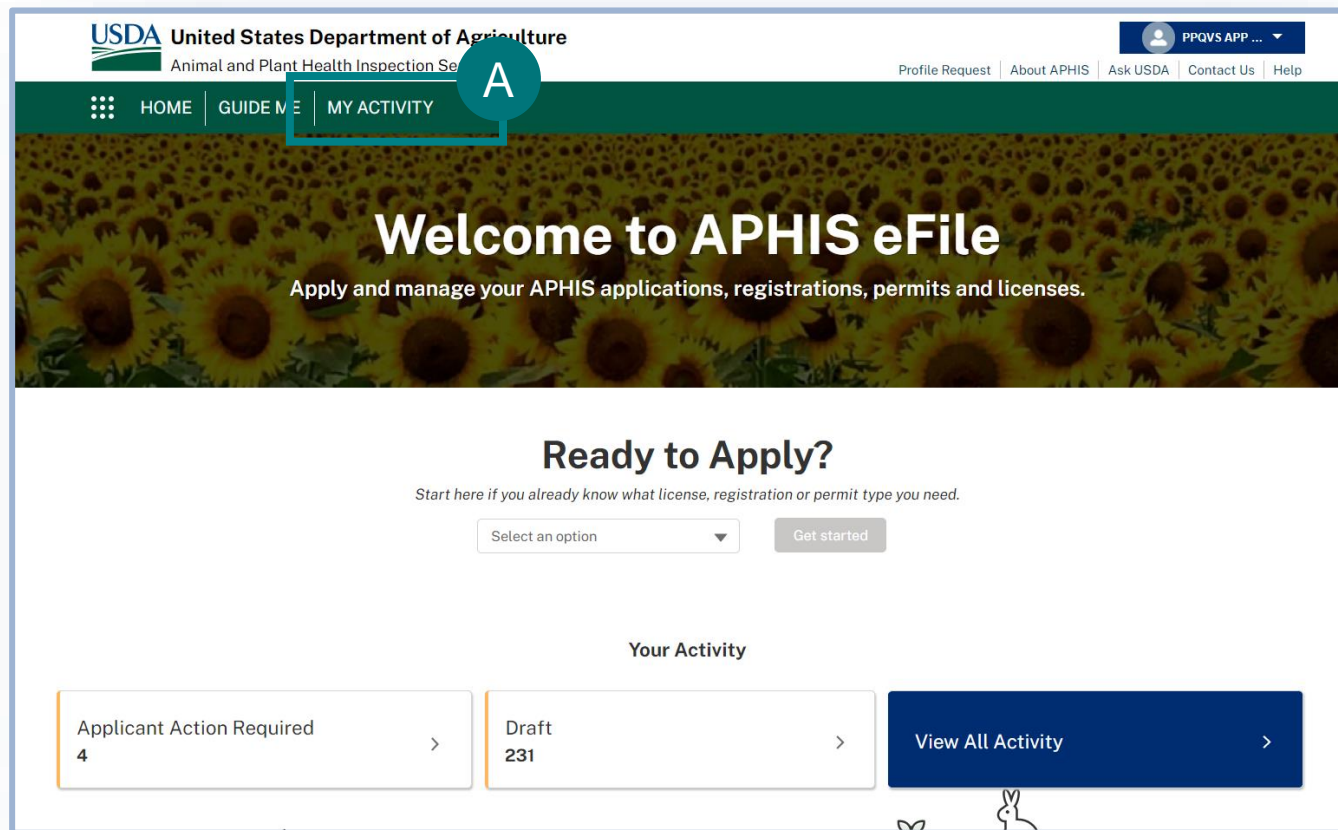 USDA United States Department of Agriculture
PPQVS APP ...
Animal and Plant Health Inspection Se
Profile Request About APHIS Ask USDA Contact Us Help
A
HOME GUIDE ME MY ACTIVITY
Welcome to APHIS eFile
Apply and manage your APHIS applications, registrations, permits and licenses.
Ready to Apply?
Start here if you already know what license, registration or permit type you need.
Select an option Get started
Your Activity
Applicant Action Required
4
Draft
231
View All Activity